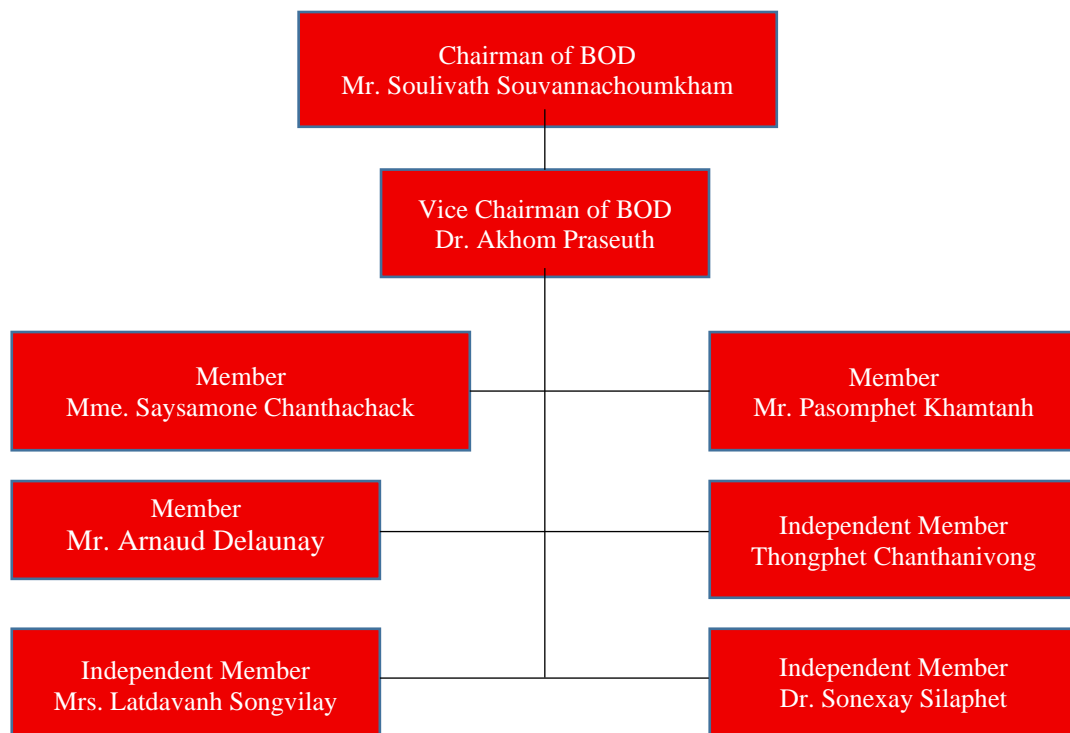 Chairman of BOD
Mr. Soulivath Souvannachoumkham
Vice Chairman of BOD
Dr. Akhom Praseuth
Member
Mme. Saysamone Chanthachack
Member
Mr. Pasomphet Khamtanh
Member
Mr. Arnaud Delaunay
Independent Member
Thongphet Chanthanivong
Independent Member
Mrs. Latdavanh Songvilay
Independent Member
Dr. Sonexay Silaphet